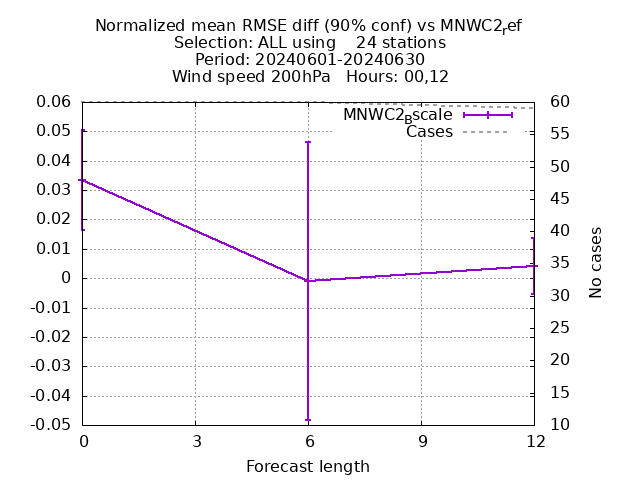 Normalized mean RMSE diff (90% conf) vs MNWC2ref
Selection: ALL using    24 stations
Period: 20240601-20240630
Wind speed 200hPa   Hours: 00,12
MNWC2Bscale
Cases
0.06
0.05
0.04
0.03
0.02
0.01
0
-0.01
-0.02
-0.03
-0.04
-0.05
60
55
50
45
40
35
30
25
20
15
10
No cases
0 3 6 9 12
Forecast length